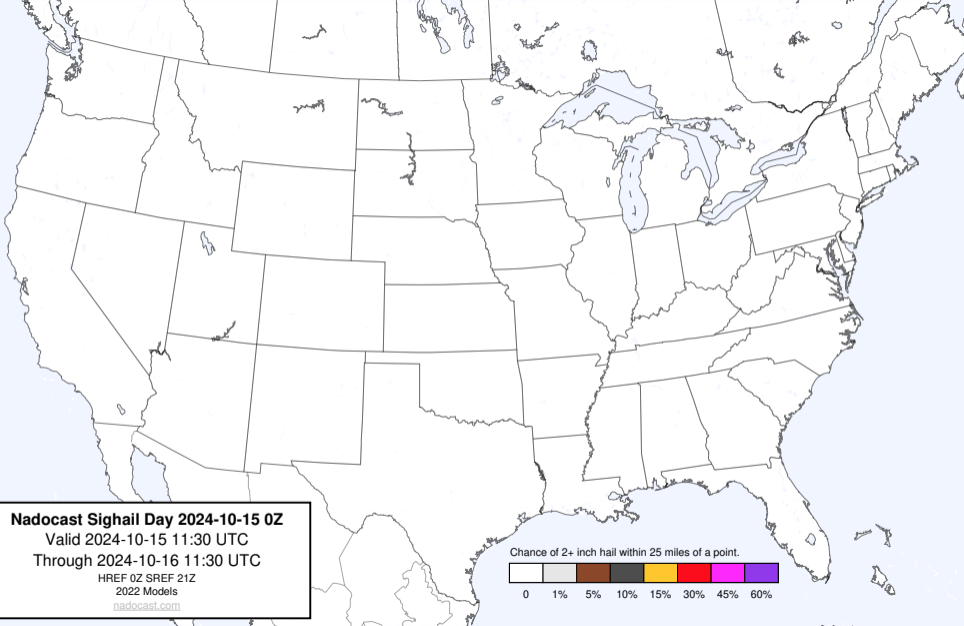 Nadocast Sighail Day 2024-10-15 0Z
Valid 2024-10-15 11:30 UTC
Through 2024-10-16 11:30 UTC
HREF 0Z SREF 21Z
2022 Models
nadocast.com
Chance of 2+ inch hail within 25 miles of a point.
0 1% 5% 10% 15% 30% 45% 60%